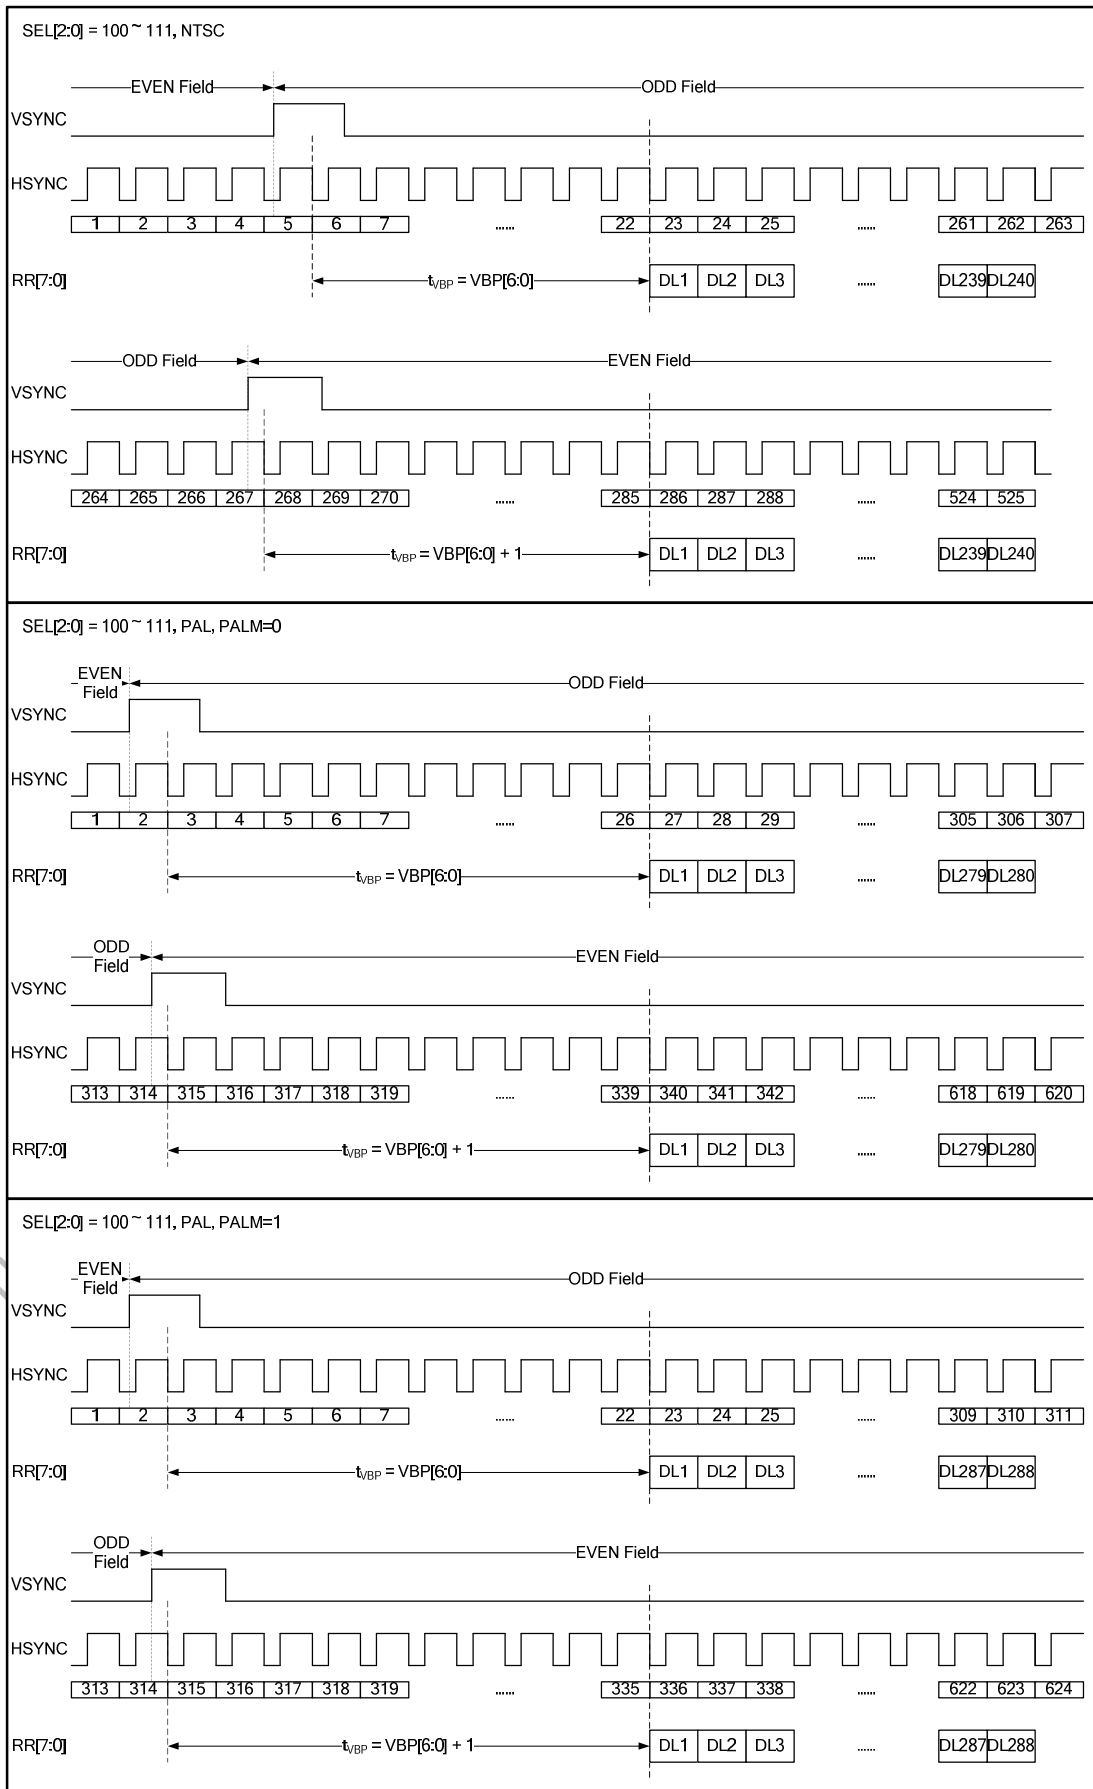 SEL[2:0] = 100 ~ 111, NTSC
EVEN Field ODD Field
VSYNC
HSYNC
1 2 3 4 5 6 7 ...... 22 23 24 25 ...... 261 262 263
RR[7:0] tVBP = VBP[6:0] DL1 DL2 DL3 ...... DL239 DL240
ODD Field EVEN Field
VSYNC
HSYNC
264 265 266 267 268 269 270 ...... 285 286 287 288 ...... 524 525
RR[7:0] tVBP = VBP[6:0] + 1 DL1 DL2 DL3 ...... DL239 DL240
SEL[2:0] = 100 ~ 111, PAL, PALM=0
EVEN Field ODD Field
VSYNC
HSYNC
1 2 3 4 5 6 7 ...... 26 27 28 29 ...... 305 306 307
RR[7:0] tVBP = VBP[6:0] DL1 DL2 DL3 ...... DL279 DL280
ODD Field EVEN Field
VSYNC
HSYNC
313 314 315 316 317 318 319 ...... 339 340 341 342 ...... 618 619 620
RR[7:0] tVBP = VBP[6:0] + 1 DL1 DL2 DL3 ...... DL279 DL280
SEL[2:0] = 100 ~ 111, PAL, PALM=1
EVEN Field ODD Field
VSYNC
HSYNC
1 2 3 4 5 6 7 ...... 22 23 24 25 ...... 309 310 311
RR[7:0] tVBP = VBP[6:0] DL1 DL2 DL3 ...... DL287 DL288
ODD Field EVEN Field
VSYNC
HSYNC
313 314 315 316 317 318 319 ...... 335 336 337 338 ...... 622 623 624
RR[7:0] tVBP = VBP[6:0] + 1 DL1 DL2 DL3 ...... DL287 DL288